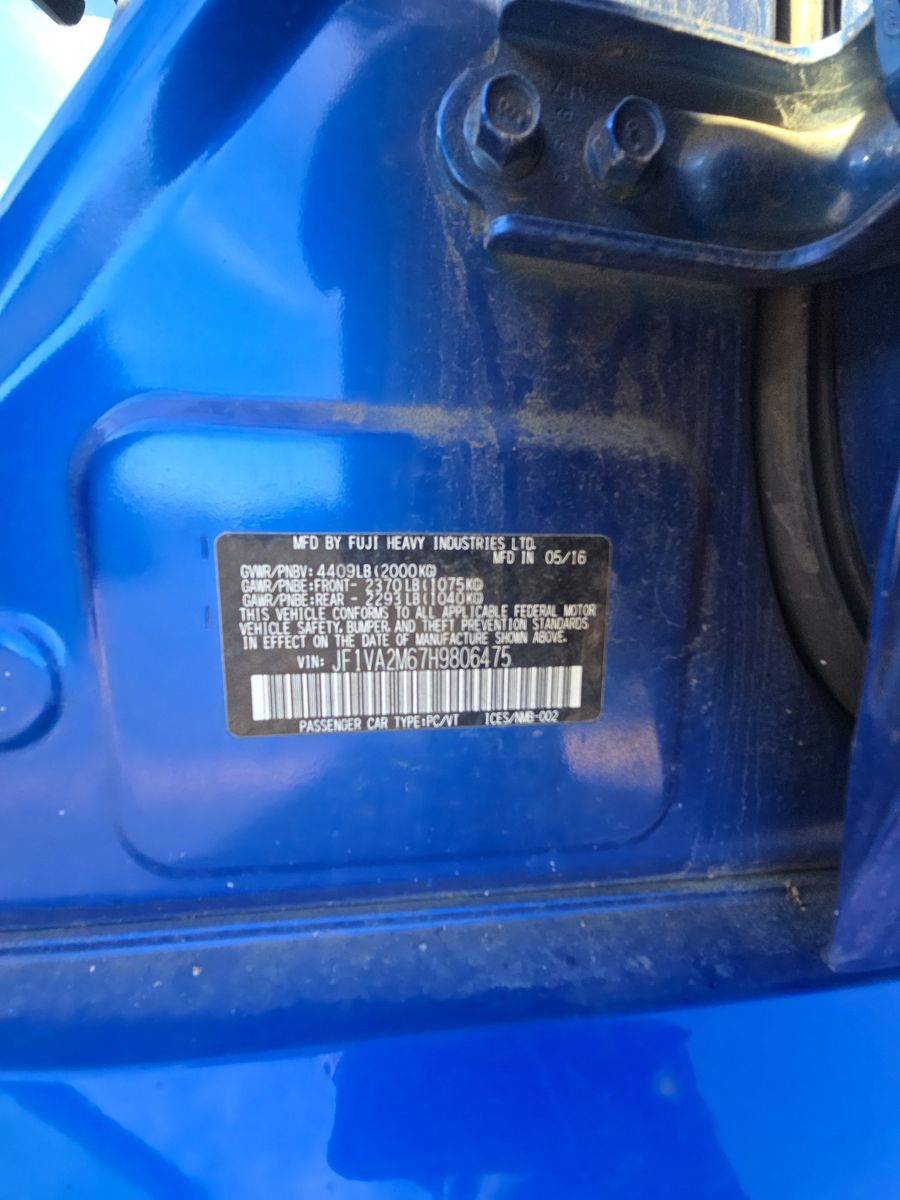 MFD BY FUJI HEAVY INDUSTRIES LTD.
MFD IN 05/16
GVWR/PNBV: 4409LB(2000KG)
GAWR/PNBE:FRONT- 2370LB(1075KG)
GAWR/PNBE:REAR - 2293LB(1040KG)
THIS VEHICLE CONFORMS TO ALL APPLICABLE FEDERAL MOTOR
VEHICLE SAFETY, BUMPER, AND THEFT PREVENTION STANDARDS
IN EFFECT ON THE DATE OF MANUFACTURE SHOWN ABOVE.
VIN: JF1VA2M67H9806475
PASSENGER CAR TYPE:PC/VT ICES/NMB-002